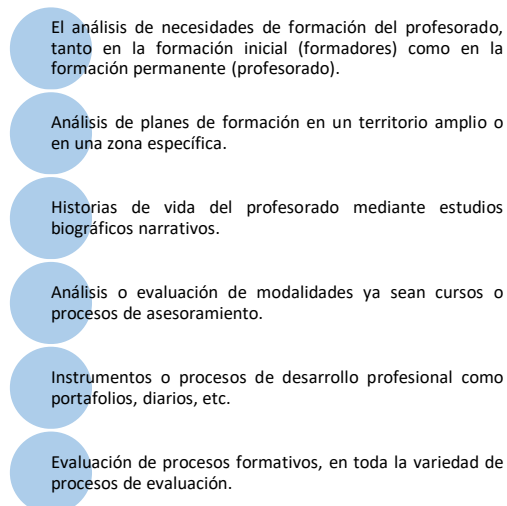 El análisis de necesidades de formación del profesorado,
tanto en la formación inicial (formadores) como en la
formación permanente (profesorado).
Análisis de planes de formación en un territorio amplio o
en una zona específica.
Historias de vida del profesorado mediante estudios
biográficos narrativos.
Análisis o evaluación de modalidades ya sean cursos o
procesos de asesoramiento.
Instrumentos o procesos de desarrollo profesional como
portafolios, diarios, etc.
Evaluación de procesos formativos, en toda la variedad de
procesos de evaluación.